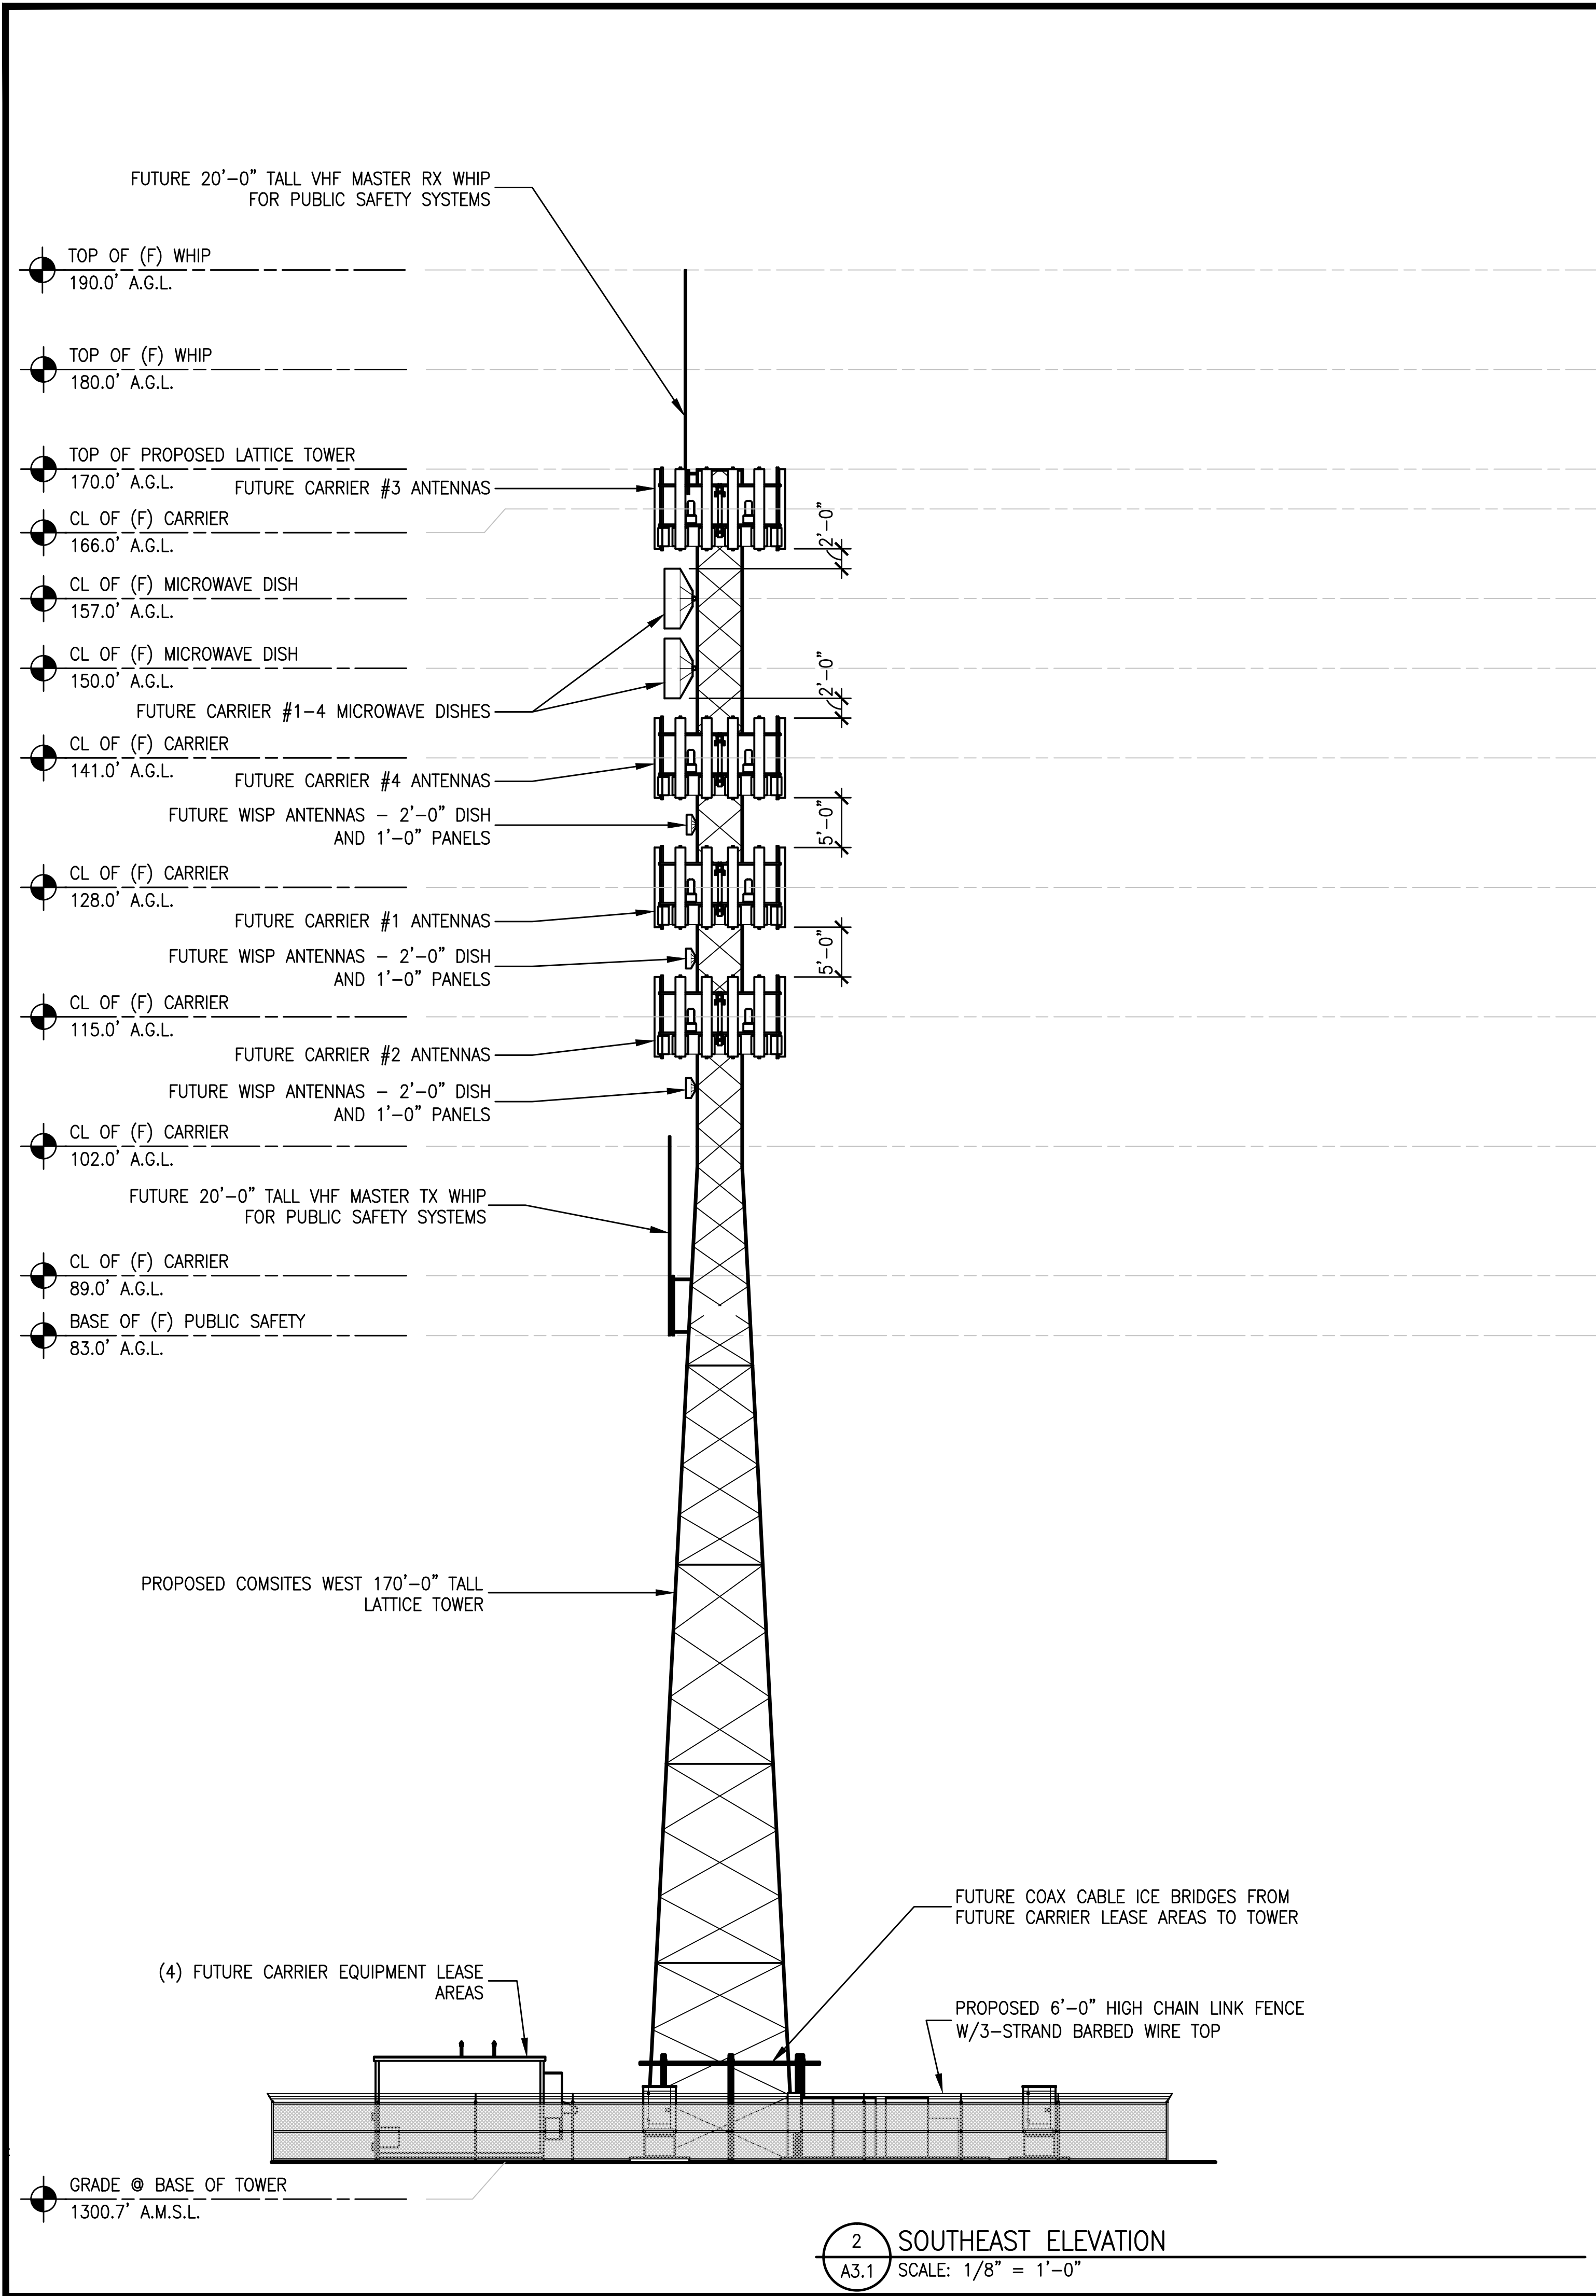 FUTURE 20'-0" TALL VHF MASTER RX WHIP
FOR PUBLIC SAFETY SYSTEMS
TOP OF (F) WHIP
190.0' A.G.L.
TOP OF (F) WHIP
180.0' A.G.L.
TOP OF PROPOSED LATTICE TOWER
170.0' A.G.L.
FUTURE CARRIER #3 ANTENNAS
CL OF (F) CARRIER
166.0' A.G.L.
2'-0"
CL OF (F) MICROWAVE DISH
157.0' A.G.L.
CL OF (F) MICROWAVE DISH
150.0' A.G.L.
2'-0"
FUTURE CARRIER #1-4 MICROWAVE DISHES
CL OF (F) CARRIER
141.0' A.G.L.
FUTURE CARRIER #4 ANTENNAS
FUTURE WISP ANTENNAS - 2'-0" DISH
AND 1'-0" PANELS
5'-0"
CL OF (F) CARRIER
128.0' A.G.L.
FUTURE CARRIER #1 ANTENNAS
FUTURE WISP ANTENNAS - 2'-0" DISH
AND 1'-0" PANELS
5'-0"
CL OF (F) CARRIER
115.0' A.G.L.
FUTURE CARRIER #2 ANTENNAS
FUTURE WISP ANTENNAS - 2'-0" DISH
AND 1'-0" PANELS
CL OF (F) CARRIER
102.0' A.G.L.
FUTURE 20'-0" TALL VHF MASTER TX WHIP
FOR PUBLIC SAFETY SYSTEMS
CL OF (F) CARRIER
89.0' A.G.L.
BASE OF (F) PUBLIC SAFETY
83.0' A.G.L.
PROPOSED COMSITES WEST 170'-0" TALL
LATTICE TOWER
FUTURE COAX CABLE ICE BRIDGES FROM
FUTURE CARRIER LEASE AREAS TO TOWER
(4) FUTURE CARRIER EQUIPMENT LEASE
AREAS
PROPOSED 6'-0" HIGH CHAIN LINK FENCE
W/3-STRAND BARBED WIRE TOP
GRADE @ BASE OF TOWER
1300.7' A.M.S.L.
2
A3.1
SOUTHEAST ELEVATION
SCALE: 1/8" = 1'-0"